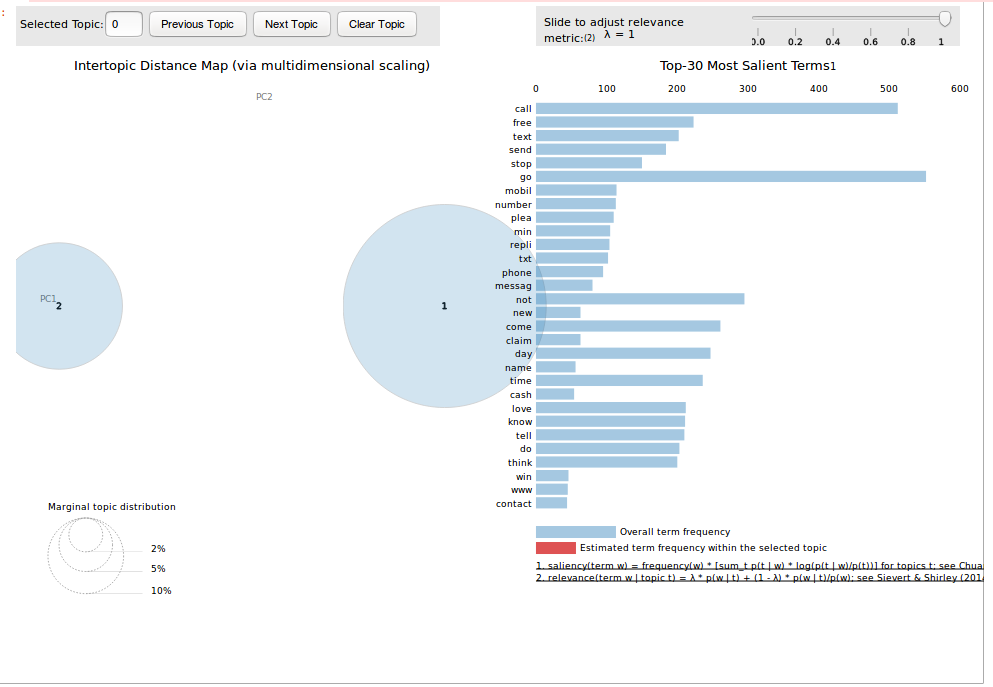 :
Selected Topic: 0 Previous Topic Next Topic Clear Topic
Slide to adjust relevance
metric:(2) λ = 1
0.0 0.2 0.4 0.6 0.8 1
Intertopic Distance Map (via multidimensional scaling)
PC2
PC1
2
1
Marginal topic distribution
2%
5%
10%
Top-30 Most Salient Terms1
0 100 200 300 400 500 600
call
free
text
send
stop
go
mobil
number
plea
min
repli
txt
phone
messag
not
new
come
claim
day
name
time
cash
love
know
tell
do
think
win
www
contact
Overall term frequency
Estimated term frequency within the selected topic
1. saliency(term w) = frequency(w) * [sum_t p(t | w) * log(p(t | w)/p(t))] for topics t; see Chua
2. relevance(term w | topic t) = λ * p(w | t) + (1 - λ) * p(w | t)/p(w); see Sievert & Shirley (201